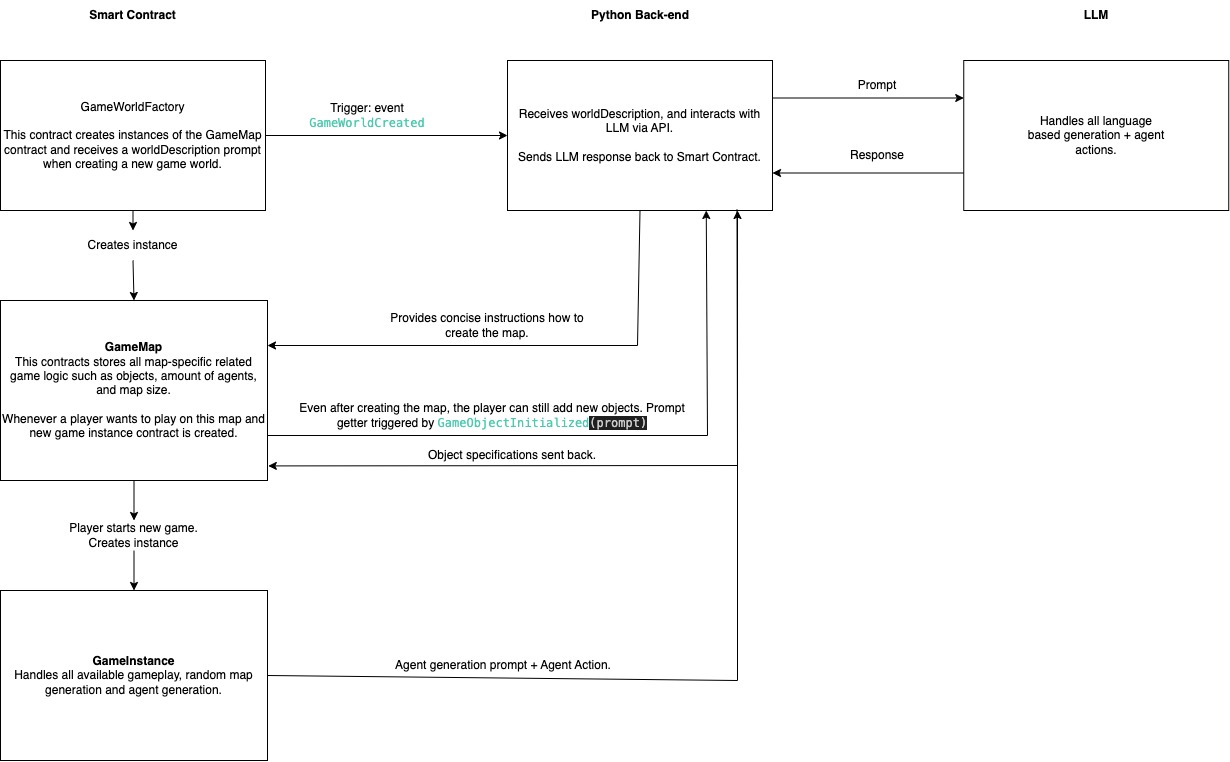 Smart Contract
Python Back-end
LLM
GameWorldFactory
This contract creates instances of the GameMap
contract and receives a worldDescription prompt
when creating a new game world.
Trigger: event
GameWorldCreated
Receives worldDescription, and interacts with
LLM via API.
Sends LLM response back to Smart Contract.
Prompt
Response
Handles all language
based generation + agent
actions.
Creates instance
Provides concise instructions how to
create the map.
GameMap
This contracts stores all map-specific related
game logic such as objects, amount of agents,
and map size.
Whenever a player wants to play on this map and
new game instance contract is created.
Even after creating the map, the player can still add new objects. Prompt
getter triggered by GameObjectInitialized(prompt)
Object specifications sent back.
Player starts new game.
Creates instance
GameInstance
Handles all available gameplay, random map
generation and agent generation.
Agent generation prompt + Agent Action.